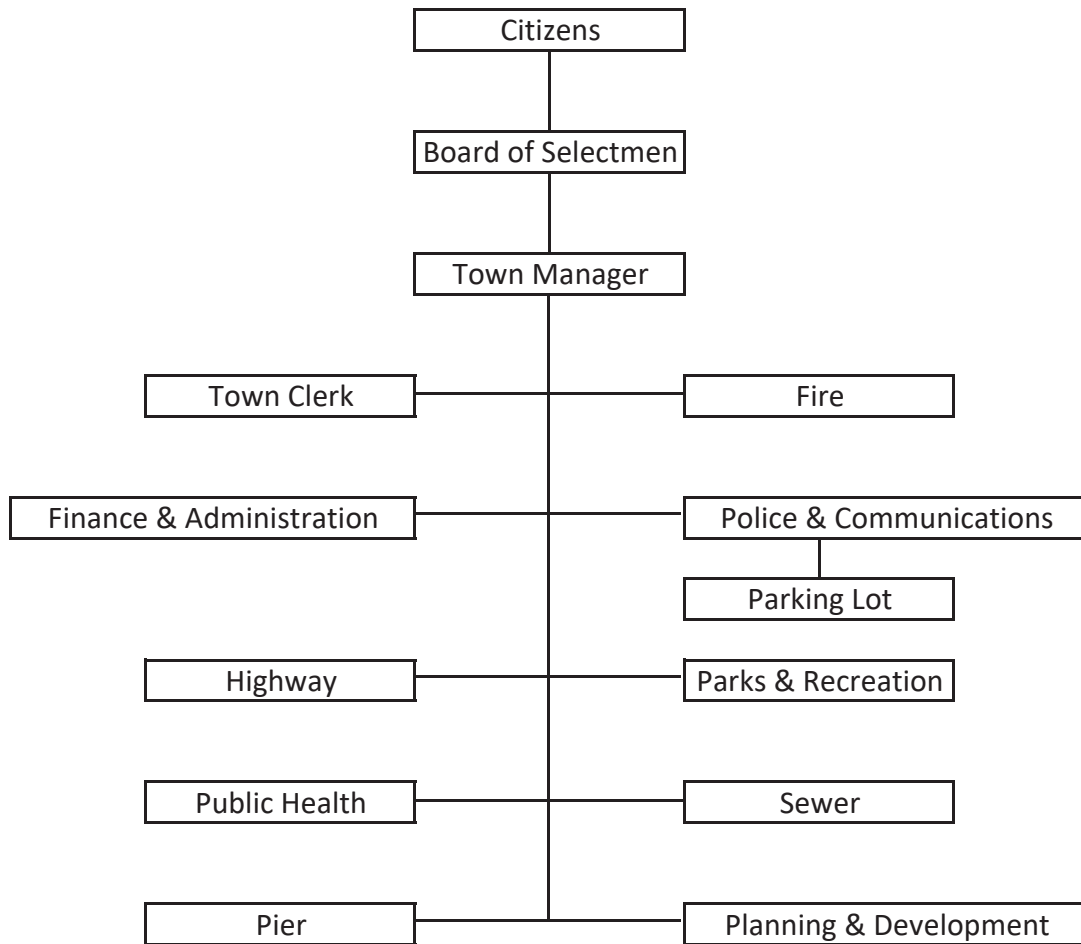 Citizens
Board of Selectmen
Town Manager
Town Clerk
Fire
Finance & Administration
Police & Communications
Parking Lot
Highway
Parks & Recreation
Public Health
Sewer
Pier
Planning & Development